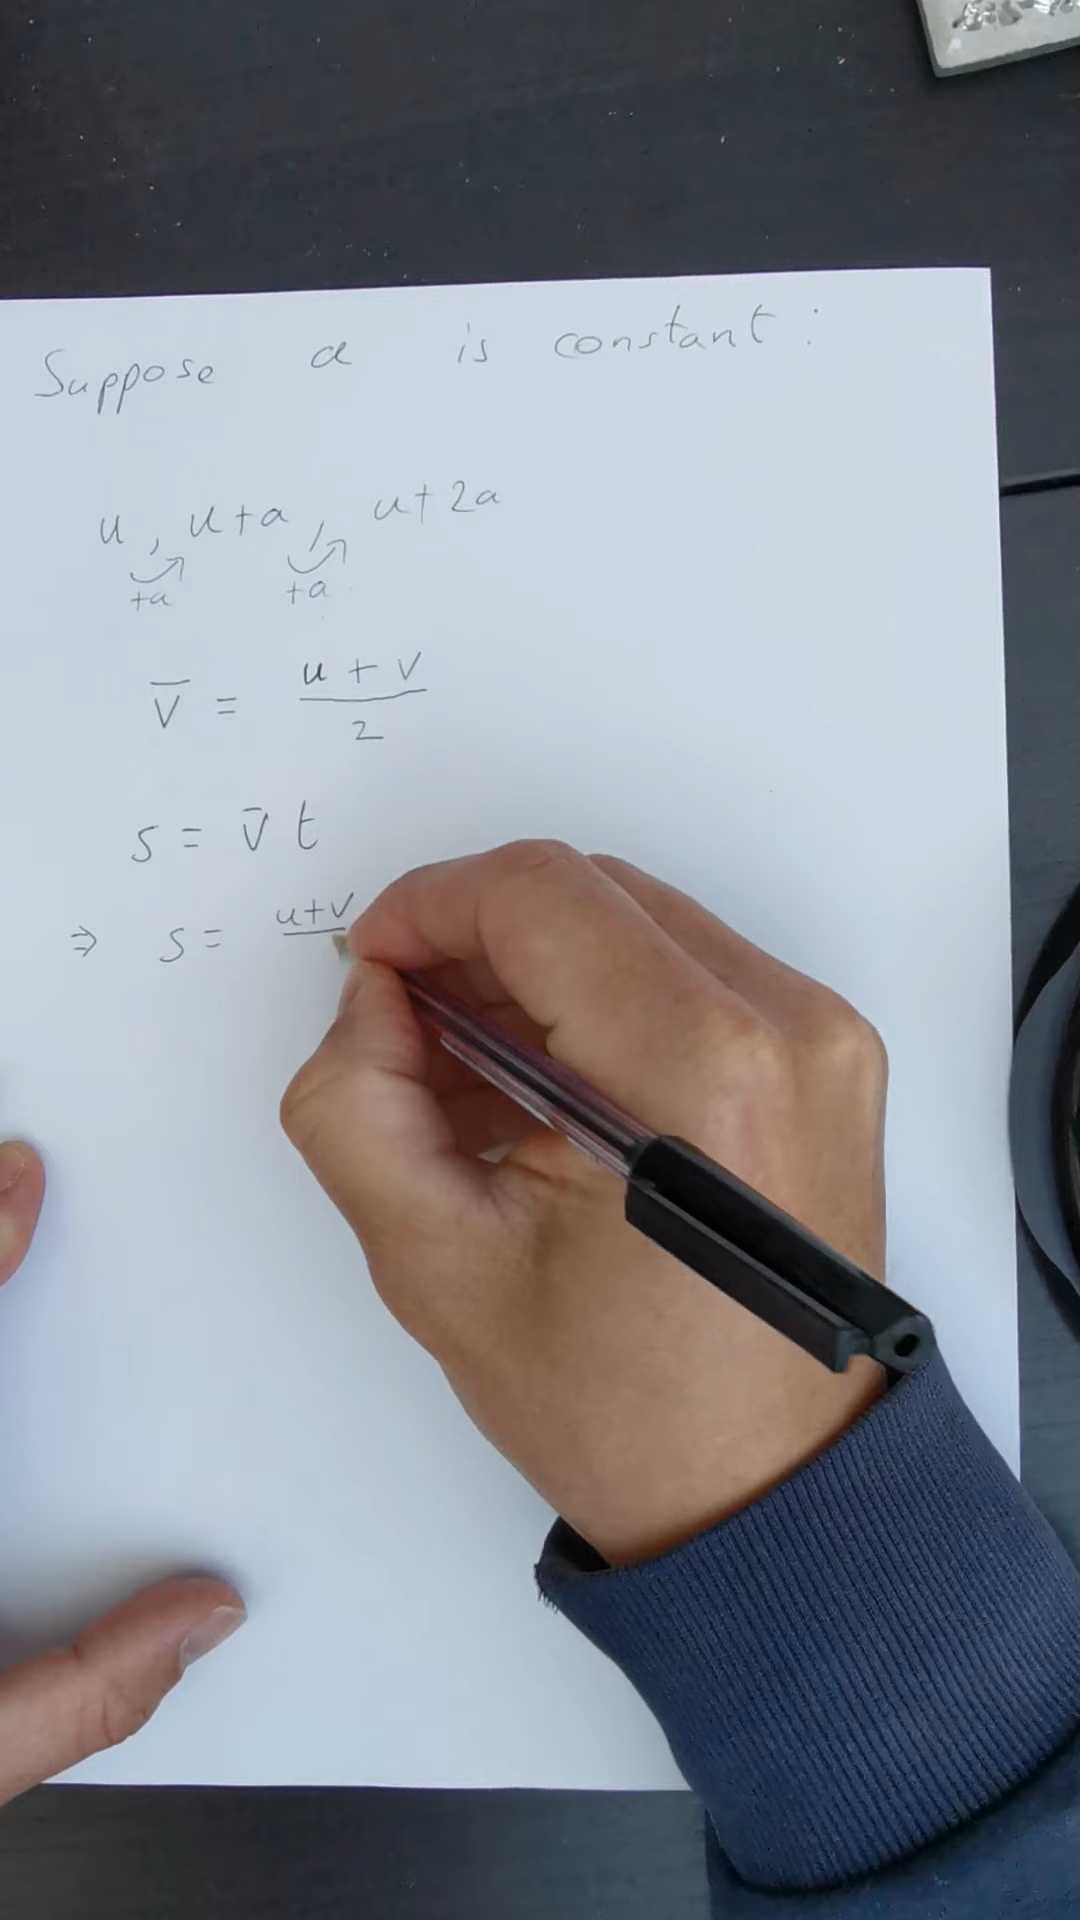 Suppose a is constant:
u, u+a, u+2a
+a +a
v̄ = u + v / 2
s = v̄ t
⇒ s = u+v